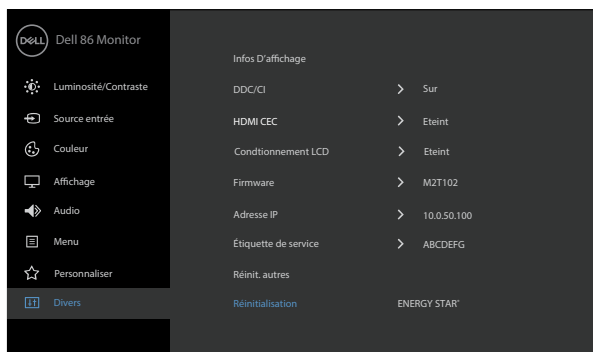 DELL Dell 86 Monitor
Luminosité/Contraste
Source entrée
Couleur
Affichage
Audio
Menu
Personnaliser
Divers
Infos D'affichage
DDC/CI > Sur
HDMI CEC > Eteint
Condtionnement LCD > Eteint
Firmware > M2T102
Adresse IP > 10.0.50.100
Étiquette de service > ABCDEFG
Réinit. autres
Réinitialisation ENERGY STAR®